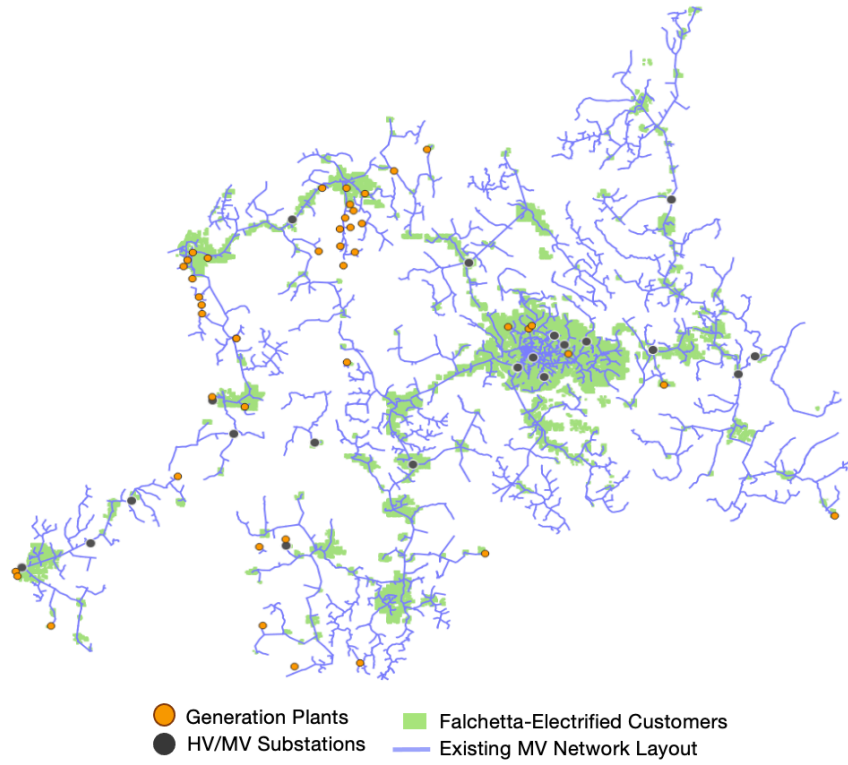 Generation Plants
HV/MV Substations
Falchetta-Electrified Customers
Existing MV Network Layout